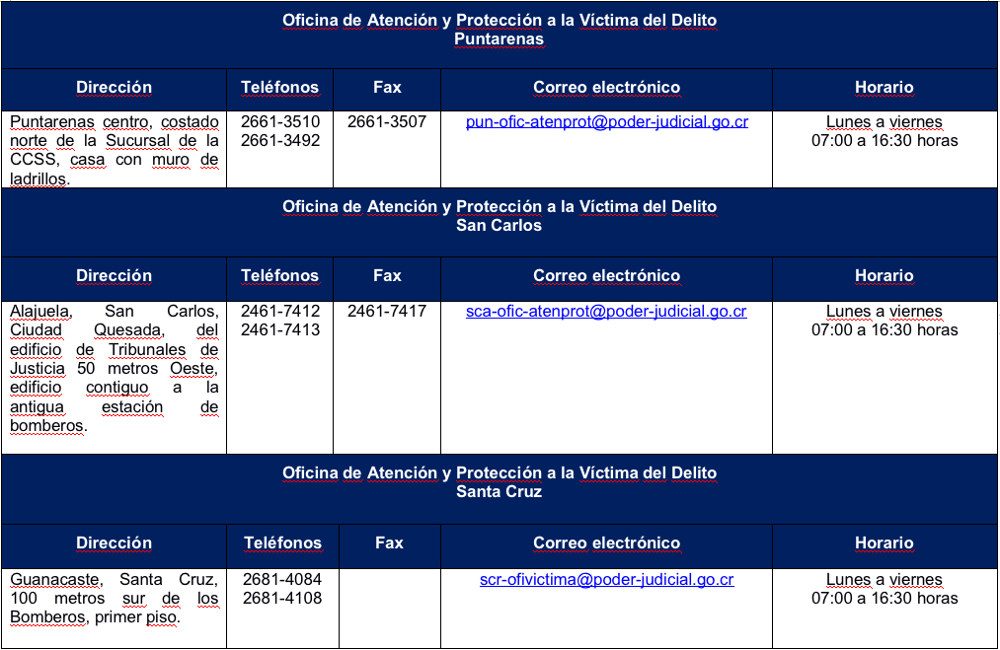 Oficina de Atención y Protección a la Víctima del Delito
Puntarenas
Dirección Teléfonos Fax Correo electrónico Horario
Puntarenas centro, costado 2661-3510 2661-3507 pun-ofic-atenprot@poder-judicial.go.cr Lunes a viernes
norte de la Sucursal de la 2661-3492 07:00 a 16:30 horas
CCSS, casa con muro de
ladrillos.
Oficina de Atención y Protección a la Víctima del Delito
San Carlos
Dirección Teléfonos Fax Correo electrónico Horario
Alajuela, San Carlos, 2461-7412 2461-7417 sca-ofic-atenprot@poder-judicial.go.cr Lunes a viernes
Ciudad Quesada, del 2461-7413 07:00 a 16:30 horas
edificio de Tribunales de
Justicia 50 metros Oeste,
edificio contiguo a la
antigua estación de
bomberos.
Oficina de Atención y Protección a la Víctima del Delito
Santa Cruz
Dirección Teléfonos Fax Correo electrónico Horario
Guanacaste, Santa Cruz, 2681-4084 scr-ofivictima@poder-judicial.go.cr Lunes a viernes
100 metros sur de los 2681-4108 07:00 a 16:30 horas
Bomberos, primer piso.